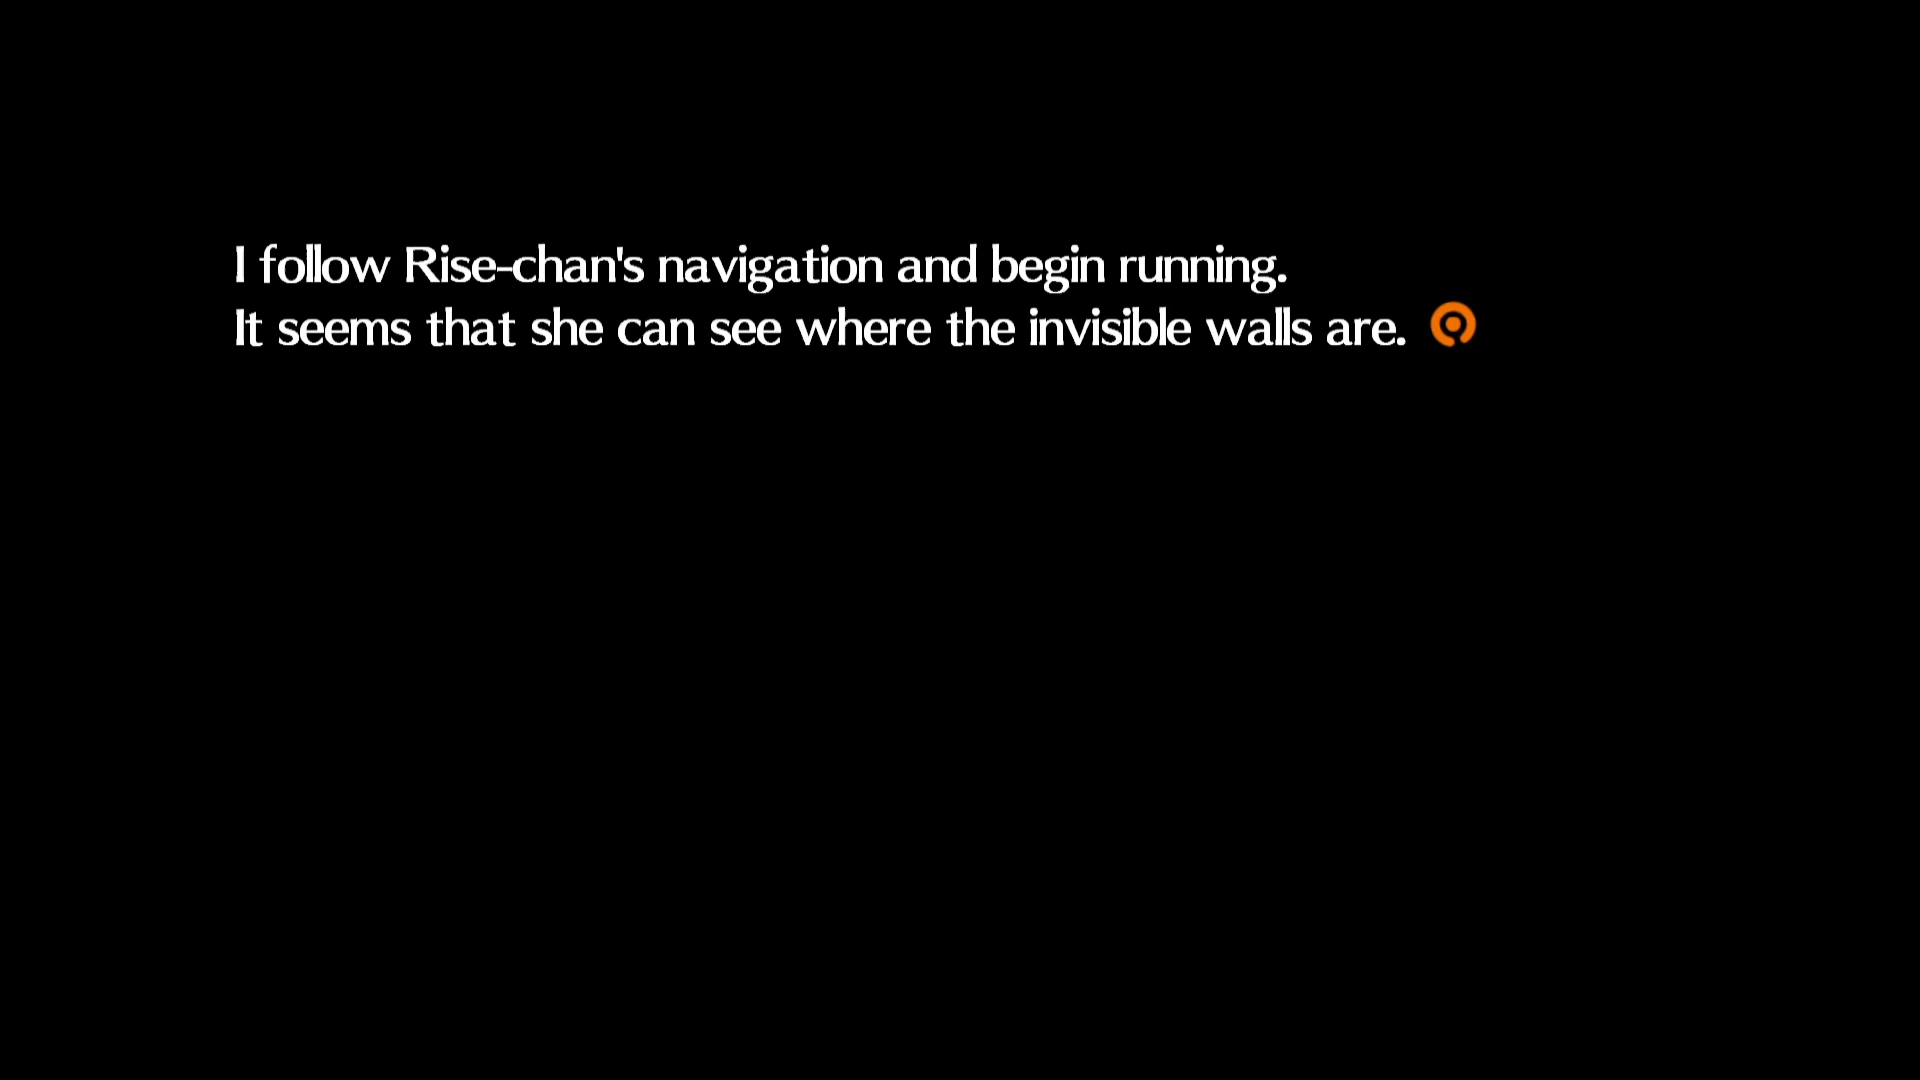 I follow Rise-chan's navigation and begin running.
It seems that she can see where the invisible walls are.